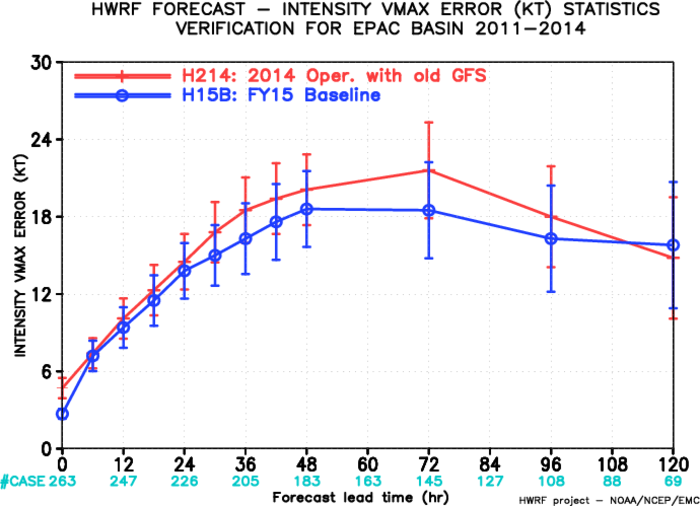 HWRF FORECAST – INTENSITY VMAX ERROR (KT) STATISTICS
VERIFICATION FOR EPAC BASIN 2011–2014
H214: 2014 Oper. with old GFS
H15B: FY15 Baseline
INTENSITY VMAX ERROR (KT)
30
24
18
12
6
0
0 12 24 36 48 60 72 84 96 108 120
#CASE 263 247 226 205 183 163 145 127 108 88 69
Forecast lead time (hr)
HWRF project – NOAA/NCEP/EMC